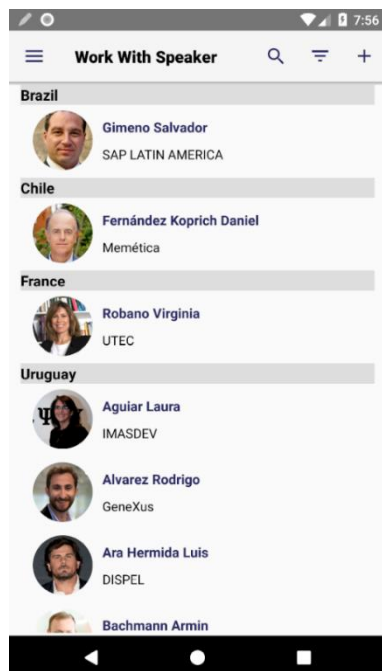 7:56
Work With Speaker
Brazil
Gimeno Salvador
SAP LATIN AMERICA
Chile
Fernández Koprich Daniel
Memética
France
Robano Virginia
UTEC
Uruguay
Aguiar Laura
IMASDEV
Alvarez Rodrigo
GeneXus
Ara Hermida Luis
DISPEL
Bachmann Armin